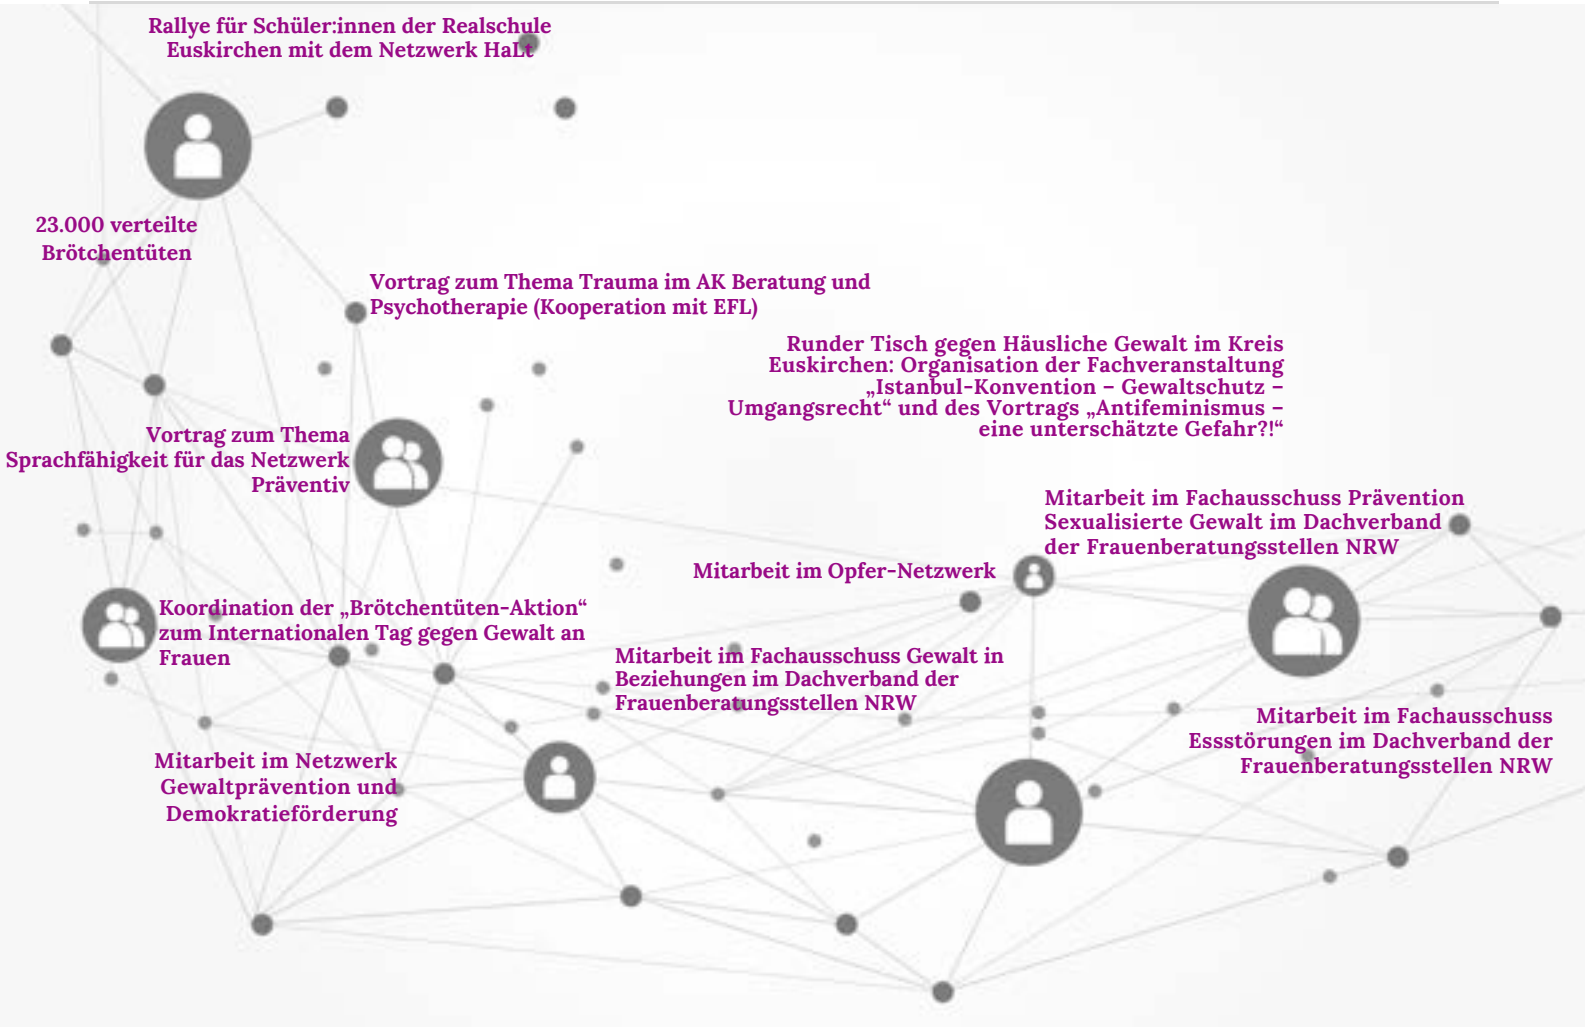 Rallye für Schüler:innen der Realschule
Euskirchen mit dem Netzwerk HaLt
23.000 verteilte
Brötchentüten
Vortrag zum Thema Trauma im AK Beratung und
Psychotherapie (Kooperation mit EFL)
Runder Tisch gegen Häusliche Gewalt im Kreis
Euskirchen: Organisation der Fachveranstaltung
„Istanbul-Konvention – Gewaltschutz –
Umgangsrecht“ und des Vortrags „Antifeminismus –
eine unterschätzte Gefahr?!“
Vortrag zum Thema
Sprachfähigkeit für das Netzwerk
Präventiv
Mitarbeit im Fachausschuss Prävention
Sexualisierte Gewalt im Dachverband
der Frauenberatungsstellen NRW
Mitarbeit im Opfer-Netzwerk
Koordination der „Brötchentüten-Aktion“
zum Internationalen Tag gegen Gewalt an
Frauen
Mitarbeit im Fachausschuss Gewalt in
Beziehungen im Dachverband der
Frauenberatungsstellen NRW
Mitarbeit im Fachausschuss
Essstörungen im Dachverband der
Frauenberatungsstellen NRW
Mitarbeit im Netzwerk
Gewaltprävention und
Demokratieförderung